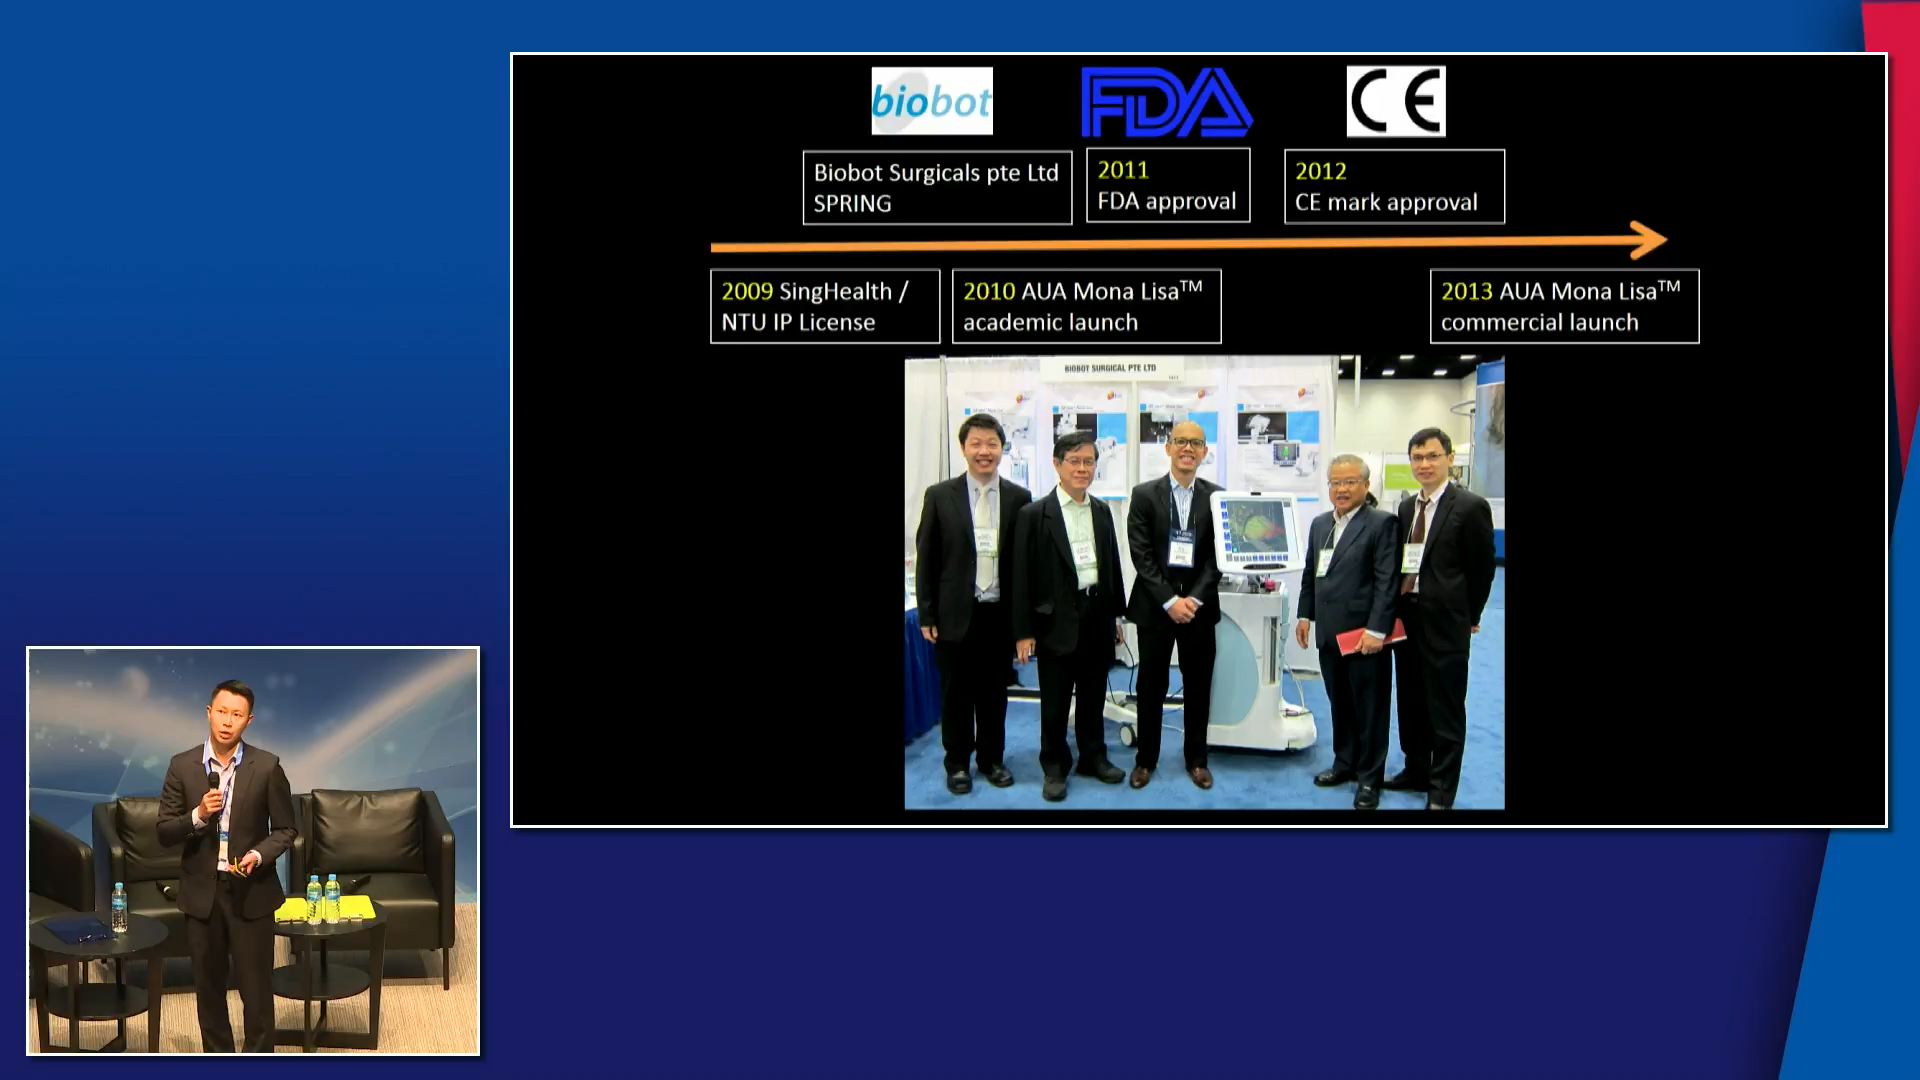 biobot
FDA
CE
Biobot Surgicals pte Ltd
SPRING
2011
FDA approval
2012
CE mark approval
2009 SingHealth /
NTU IP License
2010 AUA Mona Lisa™
academic launch
2013 AUA Mona Lisa™
commercial launch
BIOBOT SURGICAL PTE LTD